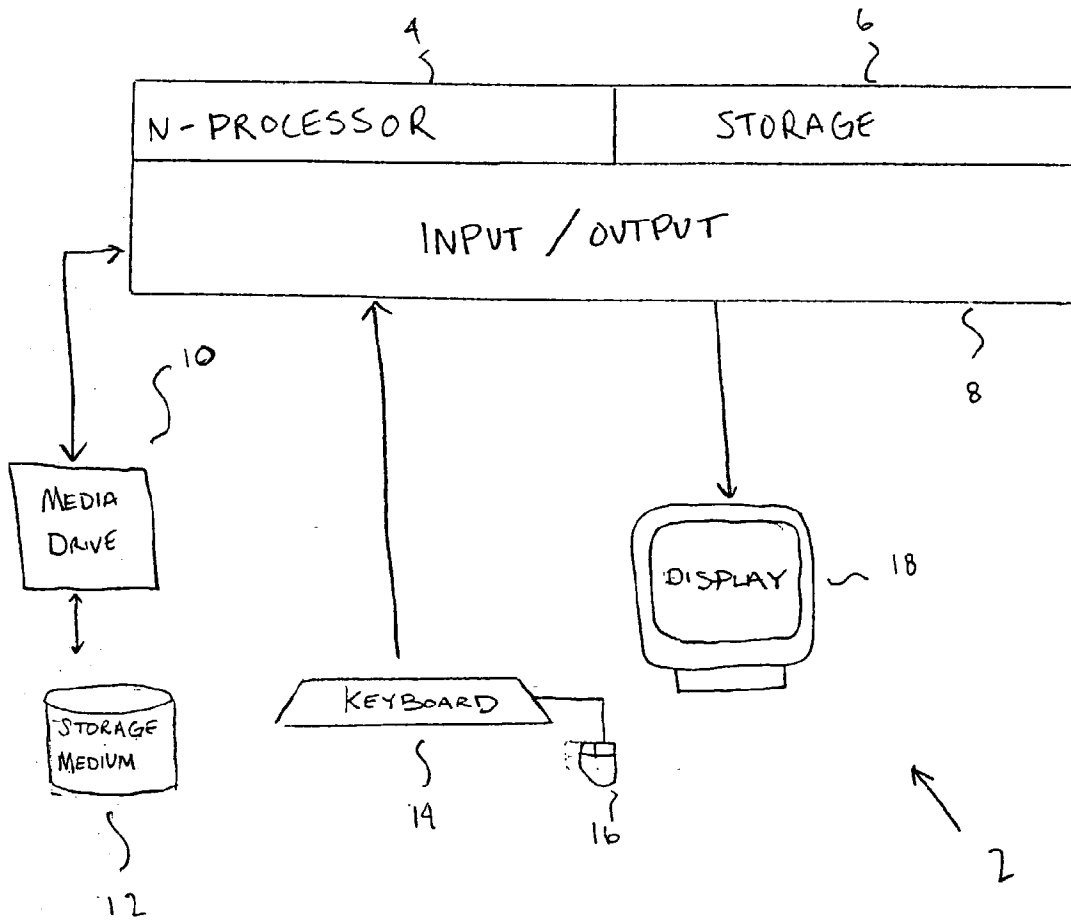 4
6
N-PROCESSOR
STORAGE
INPUT / OUTPUT
8
10
MEDIA
DRIVE
DISPLAY
18
KEYBOARD
STORAGE
MEDIUM
14
16
12
2